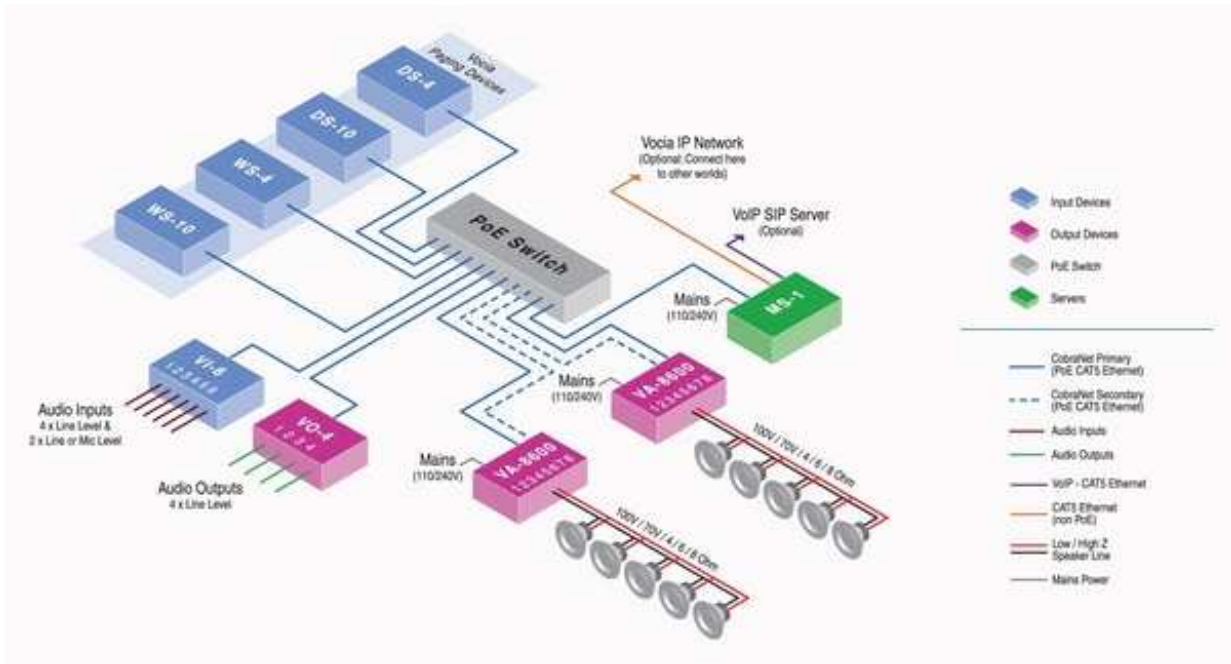 Vocia
Paging Devices
DS-4
DS-10
WS-4
WS-10
PoE Switch
Vocia IP Network
(Optional: Connect here
to other worlds)
VoIP SIP Server
(Optional)
Mains
(110/240V)
MS-1
VI-6
1 2 3 4 5 6
Audio Inputs
4 x Line Level &
2 x Line or Mic Level
VO-4
1 2 3 4
Audio Outputs
4 x Line Level
Mains
(110/240V)
VA-8600
1 2 3 4 5 6 7 8
100V / 70V / 4 / 6 / 8 Ohm
Mains
(110/240V)
VA-8600
1 2 3 4 5 6 7 8
100V / 70V / 4 / 6 / 8 Ohm
Input Devices
Output Devices
PoE Switch
Servers
CobraNet Primary
(PoE CAT5 Ethernet)
CobraNet Secondary
(PoE CAT5 Ethernet)
Audio Inputs
Audio Outputs
VoIP - CAT5 Ethernet
CAT5 Ethernet
(non PoE)
Low / High Z
Speaker Line
Mains Power